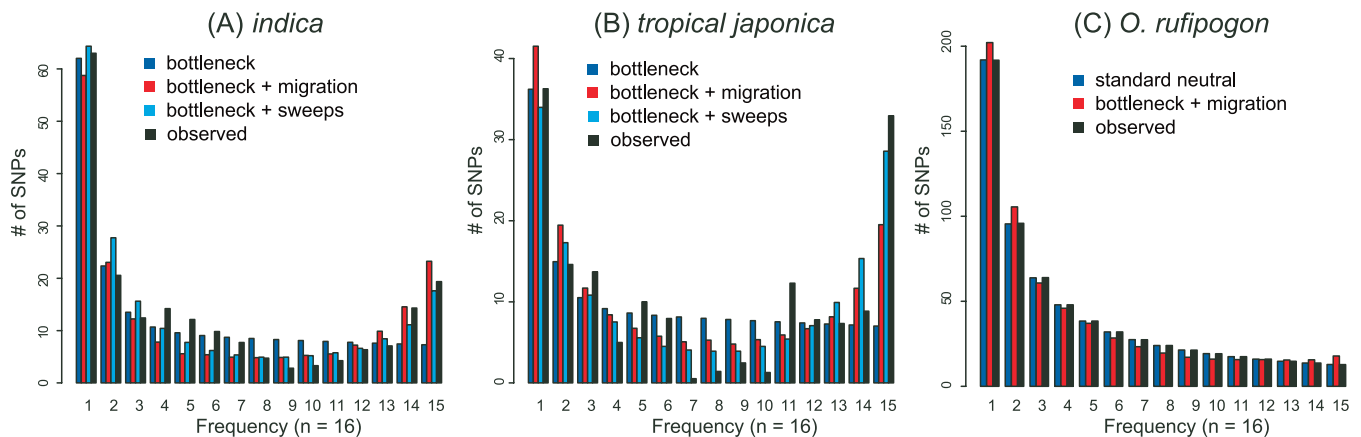 (A) indica
bottleneck
bottleneck + migration
bottleneck + sweeps
observed
# of SNPs
0 10 20 30 40 50 60
1 2 3 4 5 6 7 8 9 10 11 12 13 14 15
Frequency (n = 16)
(B) tropical japonica
bottleneck
bottleneck + migration
bottleneck + sweeps
observed
# of SNPs
0 10 20 30 40
1 2 3 4 5 6 7 8 9 10 11 12 13 14 15
Frequency (n = 16)
(C) O. rufipogon
standard neutral
bottleneck + migration
observed
# of SNPs
0 50 100 150 200
1 2 3 4 5 6 7 8 9 10 11 12 13 14 15
Frequency (n = 16)